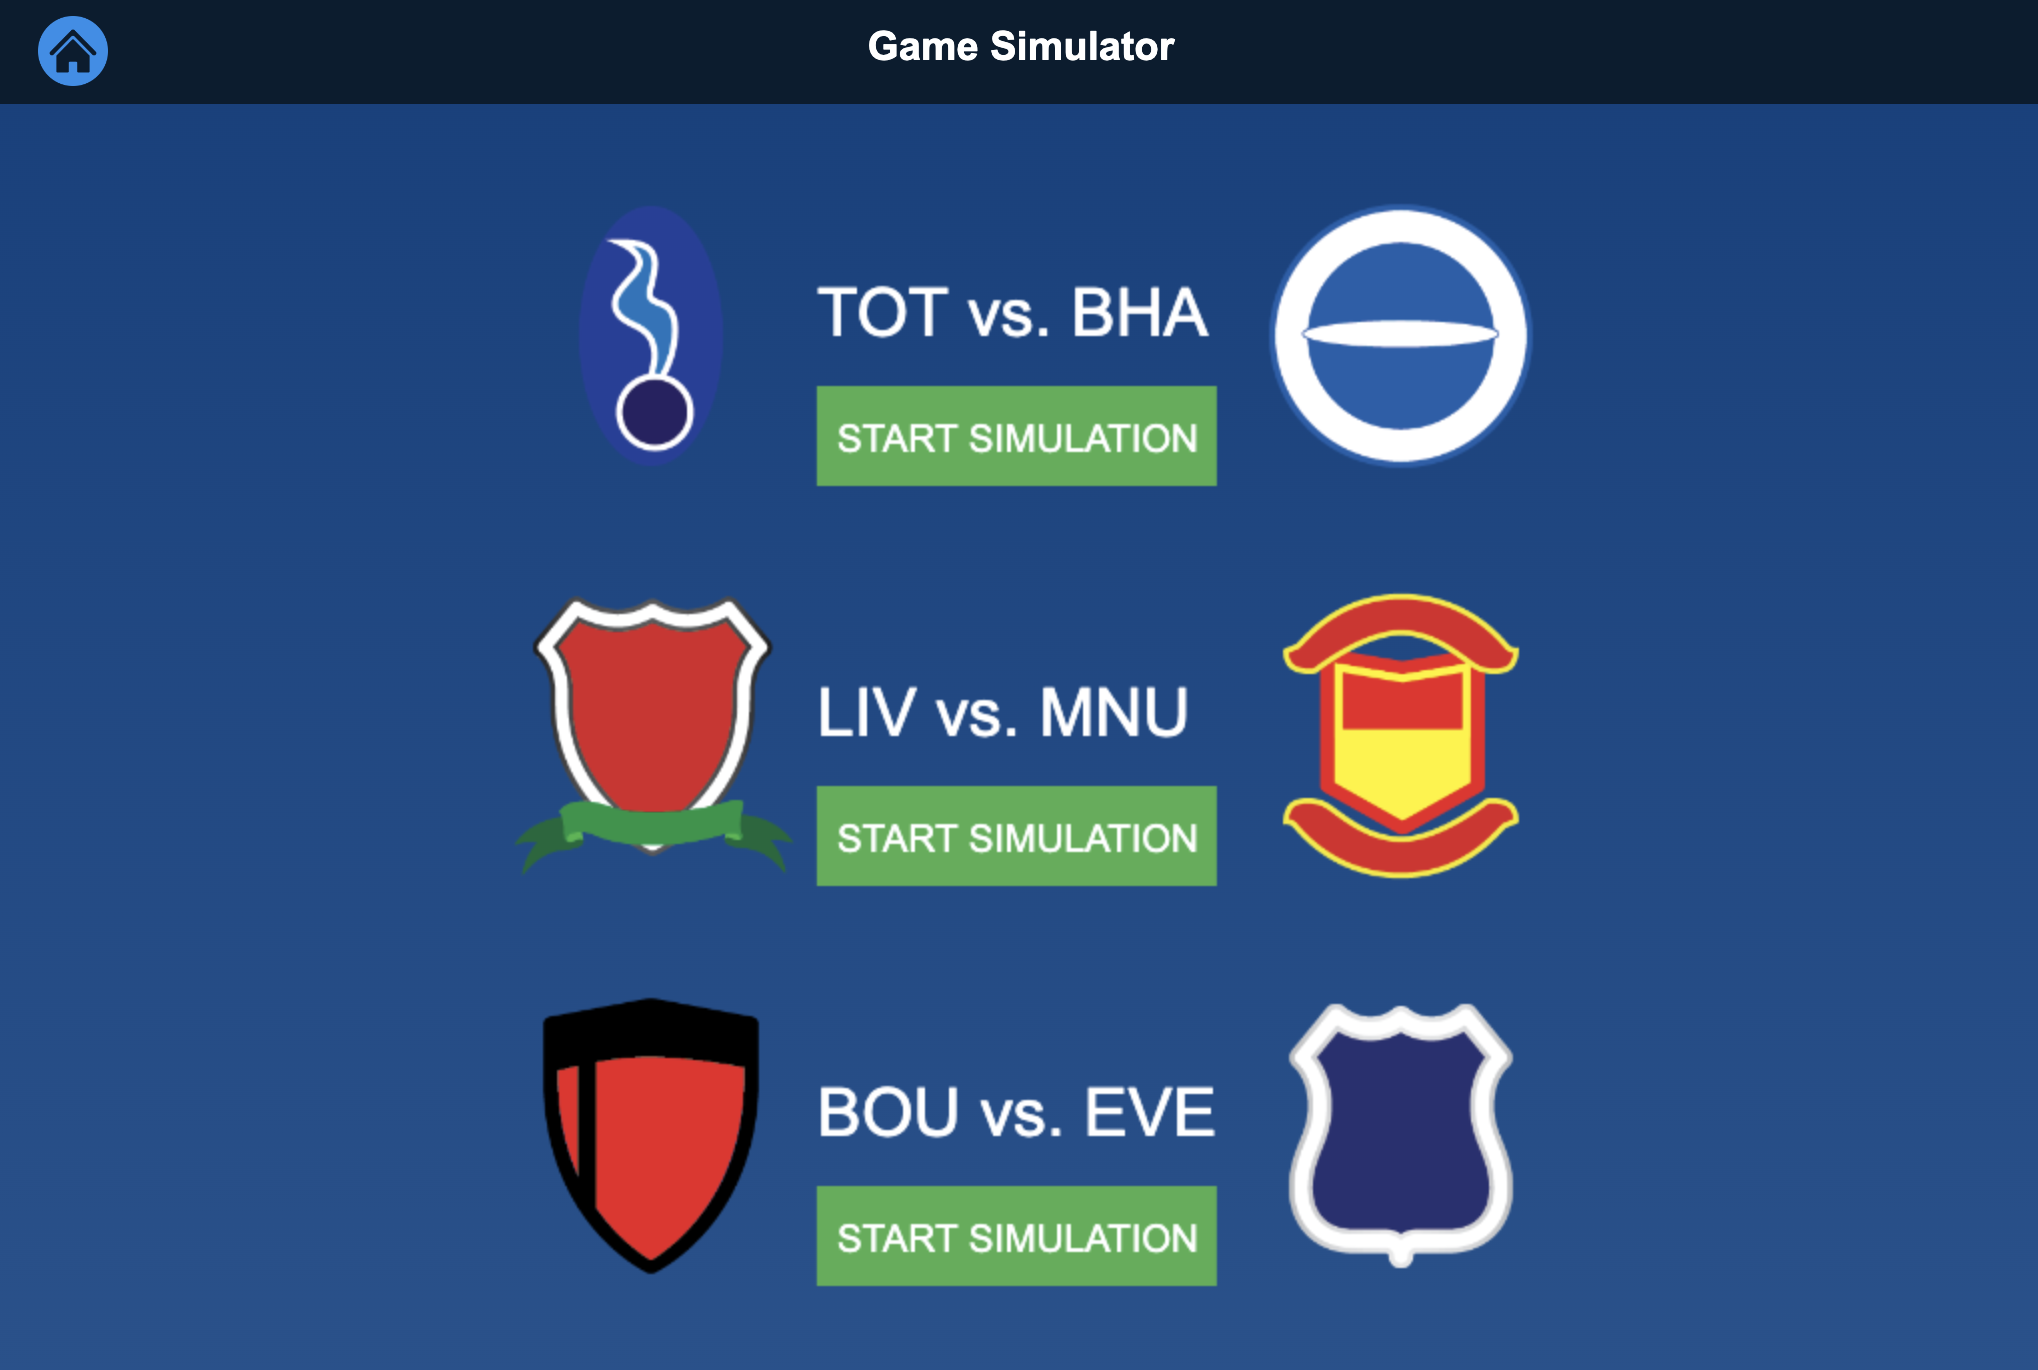 Game Simulator
TOT vs. BHA
START SIMULATION
LIV vs. MNU
START SIMULATION
BOU vs. EVE
START SIMULATION